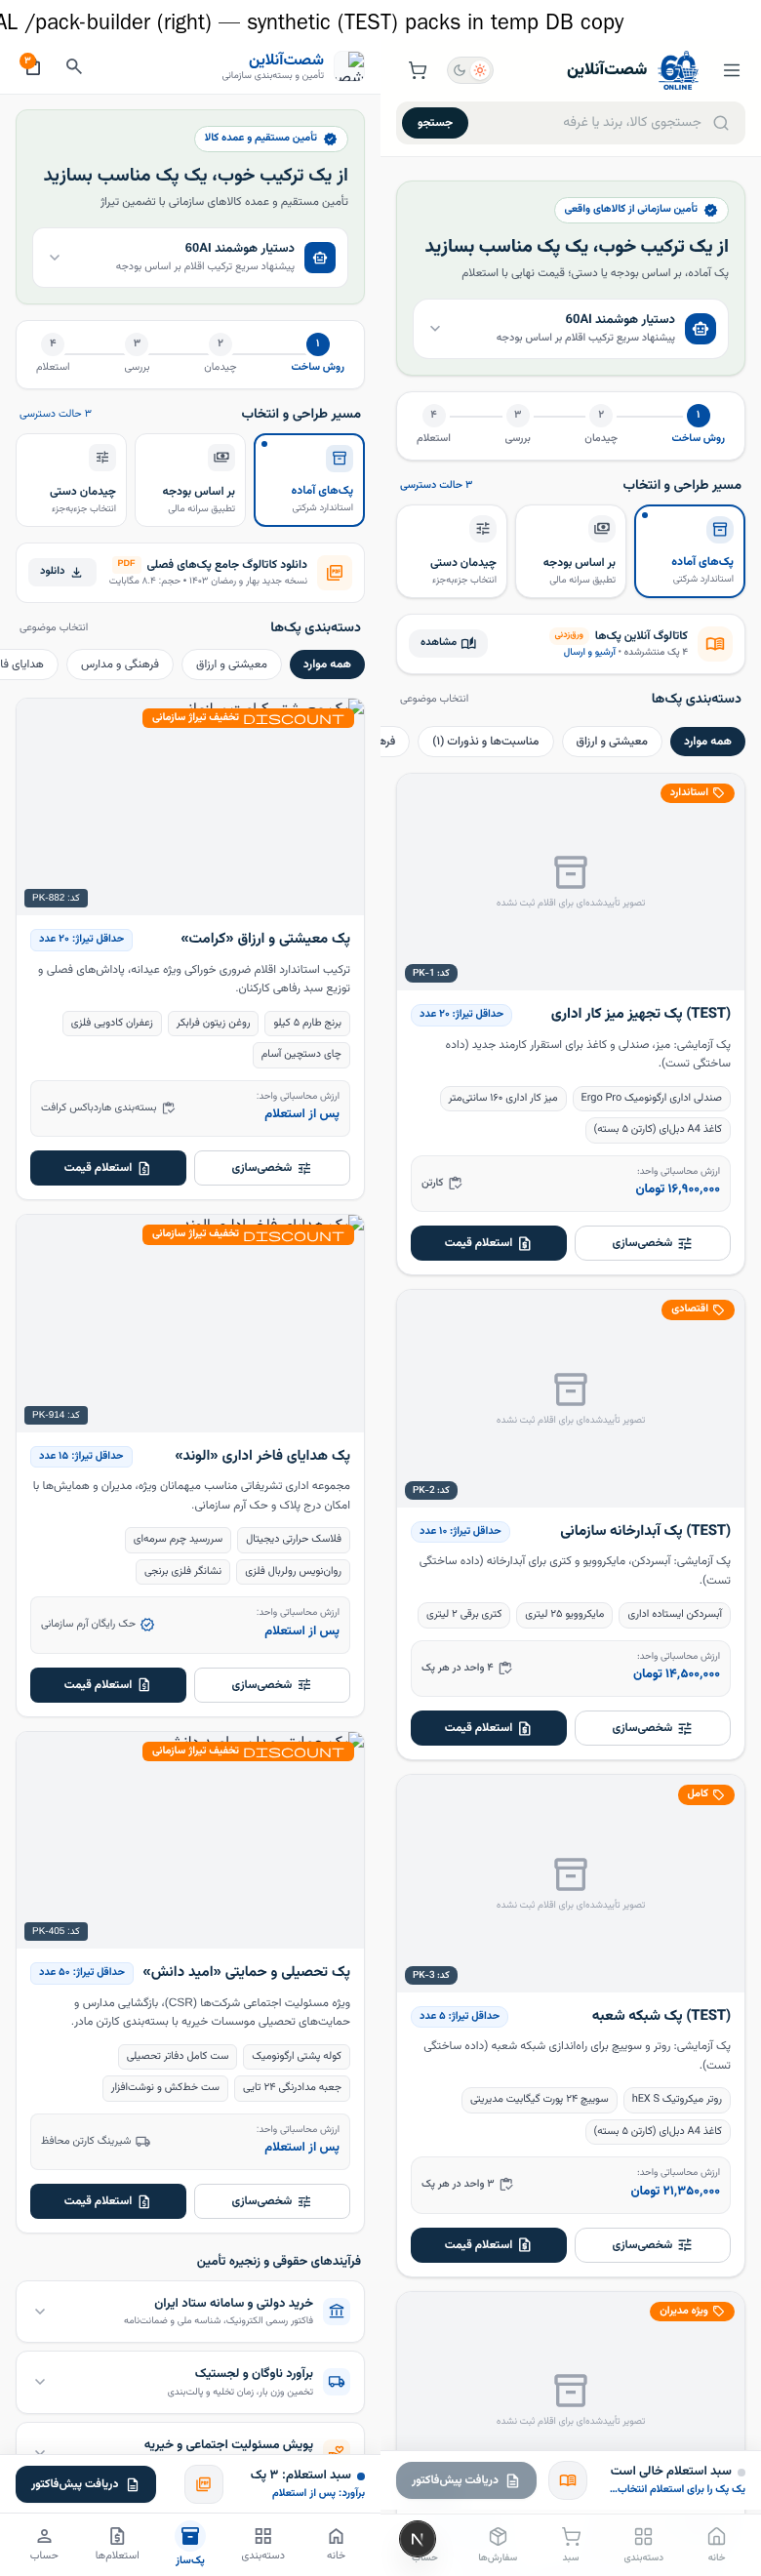 AL /pack-builder (right) — synthetic (TEST) packs in temp DB copy
شصت‌آنلاین
60 ONLINE
جستجوی کالا، برند یا غرفه
جستجو
تأمین سازمانی از کالاهای واقعی
از یک ترکیب خوب، یک پک مناسب بسازید
پک آماده، بر اساس بودجه یا دستی؛ قیمت نهایی با استعلام
دستیار هوشمند 60AI
پیشنهاد سریع ترکیب اقلام بر اساس بودجه
۱ ۲ ۳ ۴
روش ساخت چیدمان بررسی استعلام
مسیر طراحی و انتخاب
۳ حالت دسترسی
پک‌های آماده
استاندارد شرکتی
بر اساس بودجه
تطبیق سرانه مالی
چیدمان دستی
انتخاب جزءبه‌جزء
کاتالوگ آنلاین پک‌ها
ورق‌زدنی
۴ پک منتشرشده • آرشیو و ارسال
مشاهده
دسته‌بندی پک‌ها
انتخاب موضوعی
همه موارد
معیشتی و ارزاق
مناسبت‌ها و نذورات (۱)
فره
استاندارد
تصویر تأییدشده‌ای برای اقلام ثبت نشده
کد: PK-1
(TEST) پک تجهیز میز کار اداری
حداقل تیراژ: ۲۰ عدد
پک آزمایشی: میز، صندلی و کاغذ برای استقرار کارمند جدید (داده
ساختگی تست).
صندلی اداری ارگونومیک Ergo Pro
میز کار اداری ۱۶۰ سانتی‌متر
کاغذ A4 دبل‌ای (کارتن ۵ بسته)
ارزش محاسباتی واحد:
۱۶,۹۰۰,۰۰۰ تومان
کارتن
شخصی‌سازی
استعلام قیمت
اقتصادی
تصویر تأییدشده‌ای برای اقلام ثبت نشده
کد: PK-2
(TEST) پک آبدارخانه سازمانی
حداقل تیراژ: ۱۰ عدد
پک آزمایشی: آبسردکن، مایکروویو و کتری برای آبدارخانه (داده ساختگی
تست).
آبسردکن ایستاده اداری
مایکروویو ۲۵ لیتری
کتری برقی ۲ لیتری
ارزش محاسباتی واحد:
۱۴,۵۰۰,۰۰۰ تومان
۴ واحد در هر پک
شخصی‌سازی
استعلام قیمت
کامل
تصویر تأییدشده‌ای برای اقلام ثبت نشده
کد: PK-3
(TEST) پک شبکه شعبه
حداقل تیراژ: ۵ عدد
پک آزمایشی: روتر و سوییچ برای راه‌اندازی شبکه شعبه (داده ساختگی
تست).
روتر میکروتیک hEX S
سوییچ ۲۴ پورت گیگابیت مدیریتی
کاغذ A4 دبل‌ای (کارتن ۵ بسته)
ارزش محاسباتی واحد:
۲۱,۳۵۰,۰۰۰ تومان
۳ واحد در هر پک
شخصی‌سازی
استعلام قیمت
ویژه مدیران
تصویر تأییدشده‌ای برای اقلام ثبت نشده
سبد استعلام خالی است
یک پک را برای استعلام انتخاب...
دریافت پیش‌فاکتور
خانه
دسته‌بندی
سبد
سفارش‌ها
حساب
N
شصت‌آنلاین
تأمین و بسته‌بندی سازمانی
۳
تأمین مستقیم و عمده کالا
از یک ترکیب خوب، یک پک مناسب بسازید
تأمین مستقیم و عمده کالاهای سازمانی با تضمین تیراژ
دستیار هوشمند 60AI
پیشنهاد سریع ترکیب اقلام بر اساس بودجه
۱ ۲ ۳ ۴
روش ساخت چیدمان بررسی استعلام
مسیر طراحی و انتخاب
۳ حالت دسترسی
پک‌های آماده
استاندارد شرکتی
بر اساس بودجه
تطبیق سرانه مالی
چیدمان دستی
انتخاب جزءبه‌جزء
دانلود کاتالوگ جامع پک‌های فصلی
PDF
نسخه جدید بهار و رمضان ۱۴۰۳ • حجم: ۸.۴ مگابایت
دانلود
دسته‌بندی پک‌ها
انتخاب موضوعی
همه موارد
معیشتی و ارزاق
فرهنگی و مدارس
هدایای فا
DISCOUNT تخفیف تیراژ سازمانی
کد: PK-882
پک معیشتی و ارزاق «کرامت»
حداقل تیراژ: ۲۰ عدد
ترکیب استاندارد اقلام ضروری خوراکی ویژه عیدانه، پاداش‌های فصلی و
توزیع سبد رفاهی کارکنان.
برنج طارم ۵ کیلو
روغن زیتون فرابکر
زعفران کادویی فلزی
چای دستچین آسام
ارزش محاسباتی واحد:
پس از استعلام
بسته‌بندی هاردباکس کرافت
شخصی‌سازی
استعلام قیمت
DISCOUNT تخفیف تیراژ سازمانی
کد: PK-914
پک هدایای فاخر اداری «الوند»
حداقل تیراژ: ۱۵ عدد
مجموعه اداری تشریفاتی مناسب میهمانان ویژه، مدیران و همایش‌ها با
امکان درج پلاک و حک آرم سازمانی.
فلاسک حرارتی دیجیتال
سررسید چرم سرمه‌ای
روان‌نویس رولربال فلزی
نشانگر فلزی برنجی
ارزش محاسباتی واحد:
پس از استعلام
حک رایگان آرم سازمانی
شخصی‌سازی
استعلام قیمت
DISCOUNT تخفیف تیراژ سازمانی
کد: PK-405
پک تحصیلی و حمایتی «امید دانش»
حداقل تیراژ: ۵۰ عدد
ویژه مسئولیت اجتماعی شرکت‌ها (CSR)، بازگشایی مدارس و
حمایت‌های تحصیلی موسسات خیریه با بسته‌بندی کارتن مادر.
کوله پشتی ارگونومیک
ست کامل دفاتر تحصیلی
جعبه مدادرنگی ۲۴ تایی
ست خط‌کش و نوشت‌افزار
ارزش محاسباتی واحد:
پس از استعلام
شیرینگ کارتن محافظ
شخصی‌سازی
استعلام قیمت
فرآیندهای حقوقی و زنجیره تأمین
خرید دولتی و سامانه ستاد ایران
فاکتور رسمی الکترونیک، شناسه ملی و ضمانت‌نامه
برآورد ناوگان و لجستیک
تخمین وزن بار، زمان تخلیه و پالت‌بندی
پویش مسئولیت اجتماعی و خیریه
سبد استعلام: ۳ پک
برآورد: پس از استعلام
دریافت پیش‌فاکتور
خانه
دسته‌بندی
پک‌ساز
استعلام‌ها
حساب